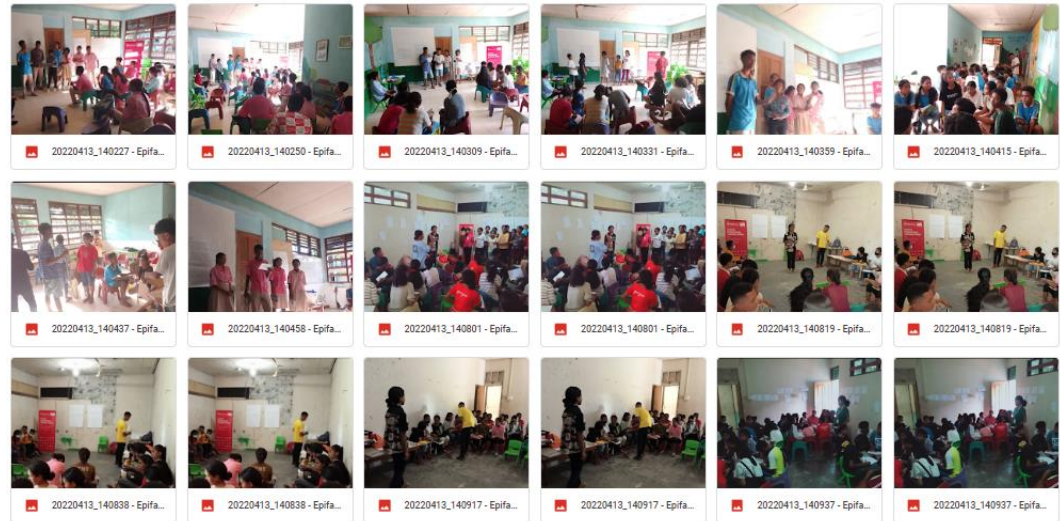 20220413_140227 - Epifa...
20220413_140250 - Epifa...
20220413_140309 - Epifa...
20220413_140331 - Epifa...
20220413_140359 - Epifa...
20220413_140415 - Epifa...
20220413_140437 - Epifa...
20220413_140458 - Epifa...
20220413_140801 - Epifa...
20220413_140801 - Epifa...
20220413_140819 - Epifa...
20220413_140819 - Epifa...
20220413_140838 - Epifa...
20220413_140838 - Epifa...
20220413_140917 - Epifa...
20220413_140917 - Epifa...
20220413_140937 - Epifa...
20220413_140937 - Epifa...